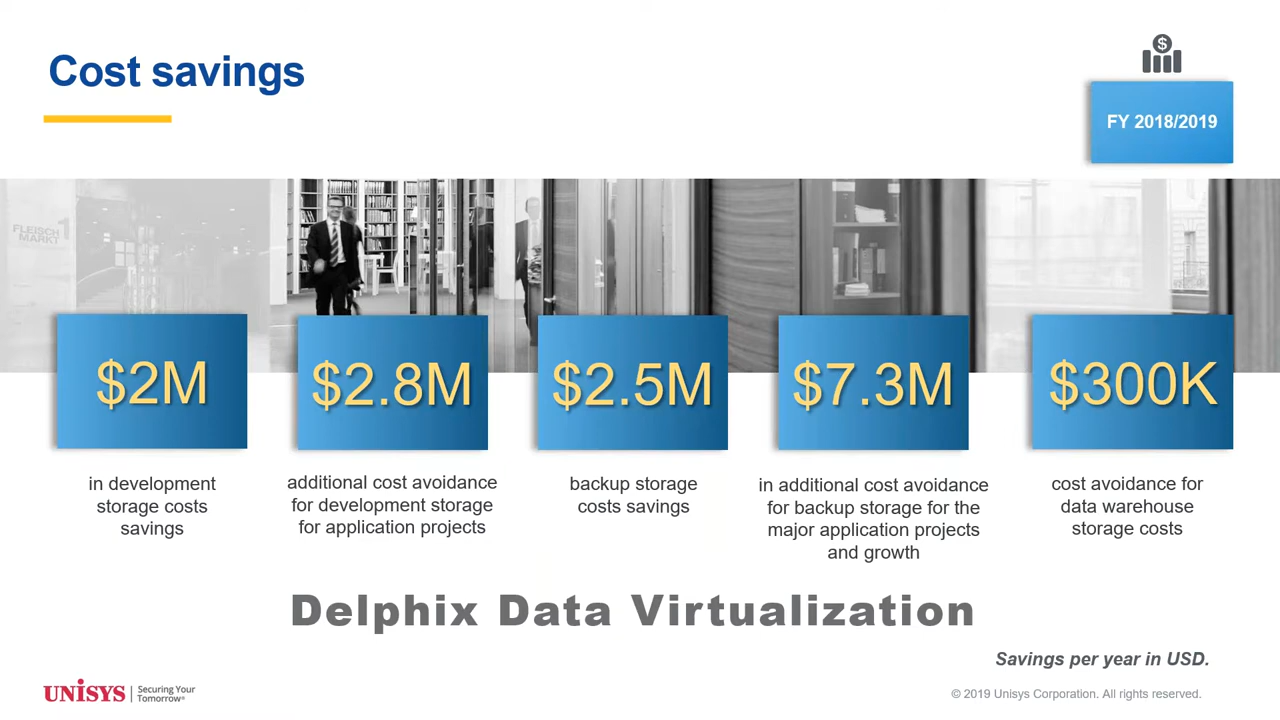 Cost savings
$
FY 2018/2019
FLEISCH
MARKT 1
$2M
$2.8M
$2.5M
$7.3M
$300K
in development
storage costs
savings
additional cost avoidance
for development storage
for application projects
backup storage
costs savings
in additional cost avoidance
for backup storage for the
major application projects
and growth
cost avoidance for
data warehouse
storage costs
Delphix Data Virtualization
Savings per year in USD.
UNISYS | Securing Your
Tomorrow®
© 2019 Unisys Corporation. All rights reserved.